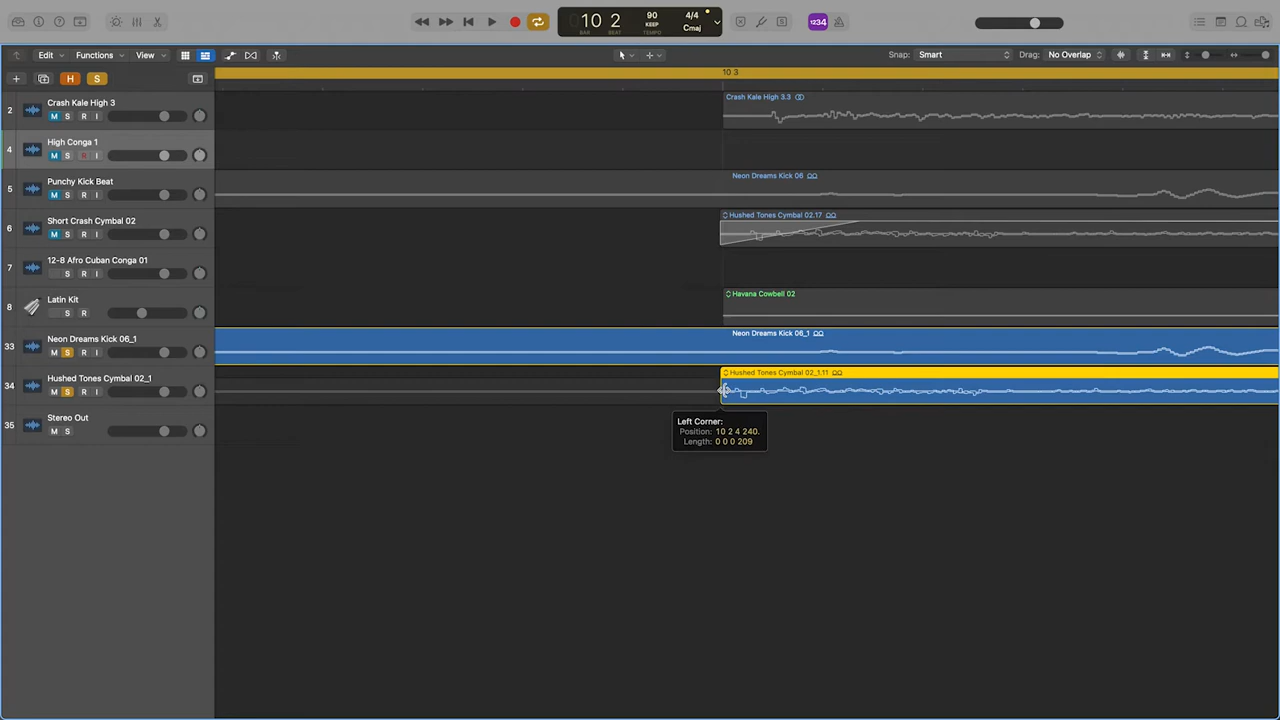 10 2
BAR BEAT
90
KEEP
TEMPO
4/4
Cmaj
S
1234
Edit Functions View
Snap: Smart Drag: No Overlap
H S
10 3
2 Crash Kale High 3
M S R I
Crash Kale High 3.3
4 High Conga 1
M S R I
5 Punchy Kick Beat
M S R I
Neon Dreams Kick 06
6 Short Crash Cymbal 02
M S R I
Hushed Tones Cymbal 02.17
7 12-8 Afro Cuban Conga 01
S R I
8 Latin Kit
S R
Havana Cowbell 02
33 Neon Dreams Kick 06_1
M S R I
Neon Dreams Kick 06_1
34 Hushed Tones Cymbal 02_1
M S R I
Hushed Tones Cymbal 02_1.11
35 Stereo Out
M S
Left Corner:
Position: 10 2 4 240.
Length: 0 0 0 209